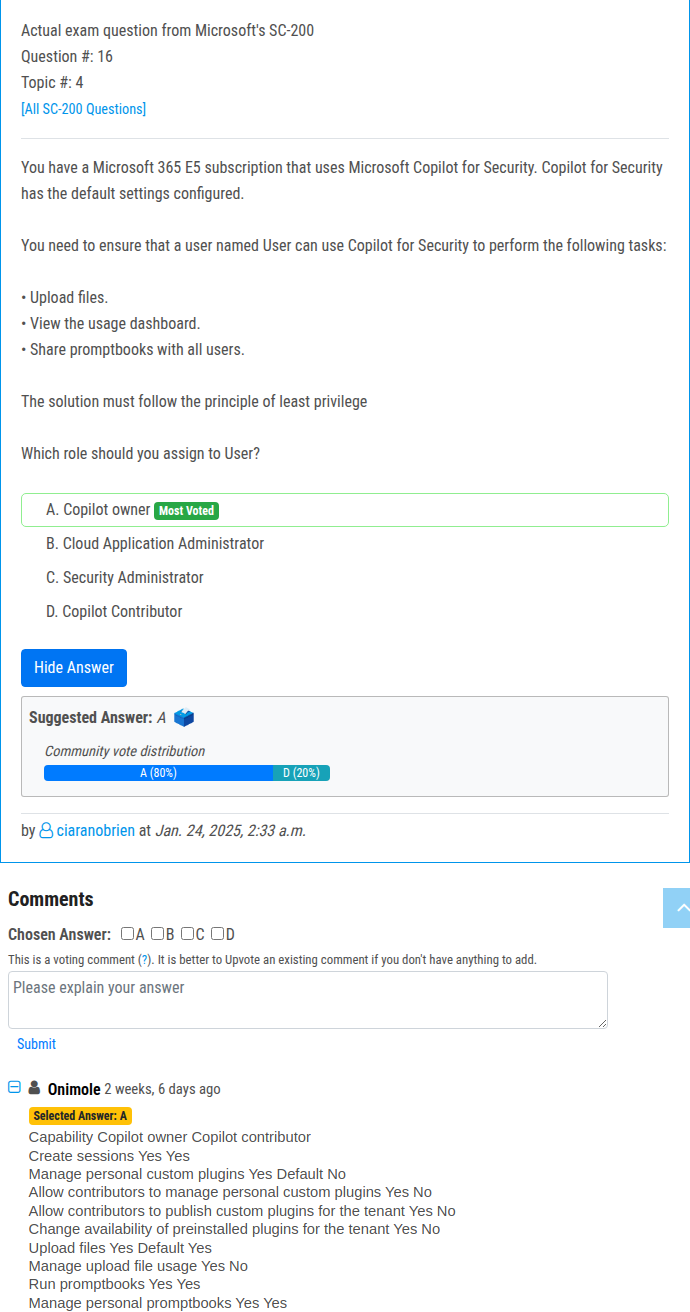 Actual exam question from Microsoft's SC-200
Question #: 16
Topic #: 4
[All SC-200 Questions]
You have a Microsoft 365 E5 subscription that uses Microsoft Copilot for Security. Copilot for Security
has the default settings configured.
You need to ensure that a user named User can use Copilot for Security to perform the following tasks:
• Upload files.
• View the usage dashboard.
• Share promptbooks with all users.
The solution must follow the principle of least privilege
Which role should you assign to User?
A. Copilot owner Most Voted
B. Cloud Application Administrator
C. Security Administrator
D. Copilot Contributor
Hide Answer
Suggested Answer: A
Community vote distribution
A (80%) D (20%)
by ciaranobrien at Jan. 24, 2025, 2:33 a.m.
Comments
Chosen Answer: A B C D
This is a voting comment (?). It is better to Upvote an existing comment if you don't have anything to add.
Please explain your answer
Submit
Onimole 2 weeks, 6 days ago
Selected Answer: A
Capability Copilot owner Copilot contributor
Create sessions Yes Yes
Manage personal custom plugins Yes Default No
Allow contributors to manage personal custom plugins Yes No
Allow contributors to publish custom plugins for the tenant Yes No
Change availability of preinstalled plugins for the tenant Yes No
Upload files Yes Default Yes
Manage upload file usage Yes No
Run promptbooks Yes Yes
Manage personal promptbooks Yes Yes